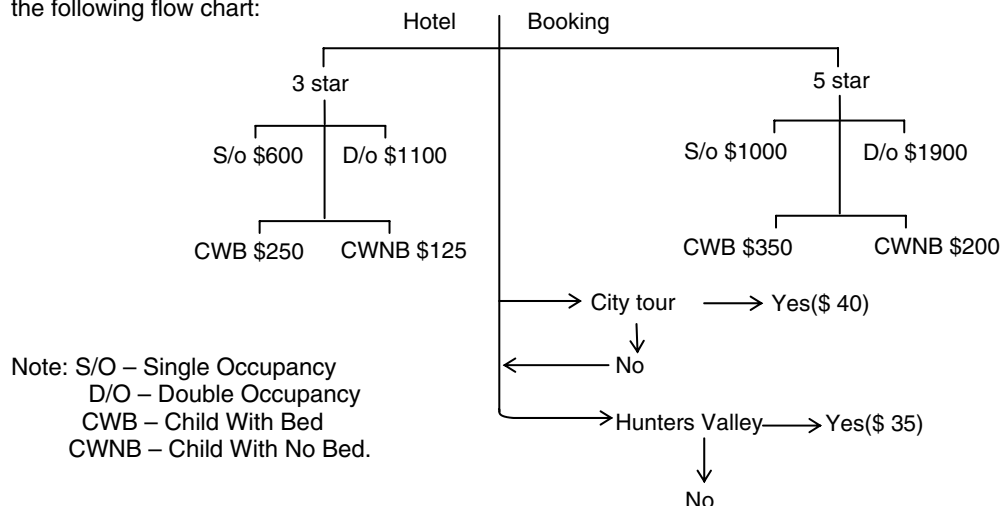 the following flow chart:
Hotel Booking
3 star 5 star
S/o $600 D/o $1100 S/o $1000 D/o $1900
CWB $250 CWNB $125 CWB $350 CWNB $200
City tour Yes($ 40)
No
Note: S/O – Single Occupancy
D/O – Double Occupancy
CWB – Child With Bed
CWNB – Child With No Bed.
Hunters Valley Yes($ 35)
No